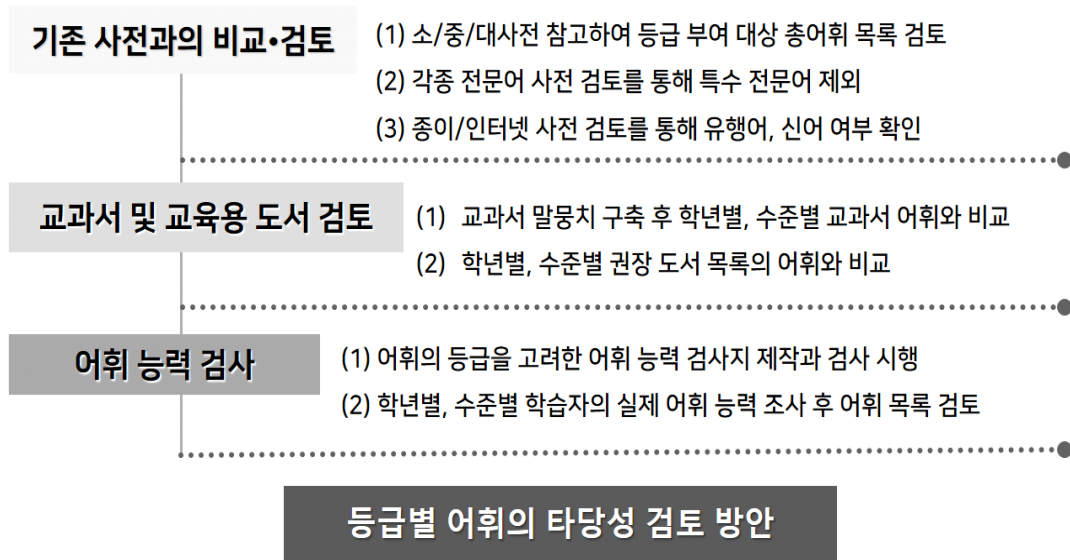 기존 사전과의 비교•검토
(1) 소/중/대사전 참고하여 등급 부여 대상 총어휘 목록 검토
(2) 각종 전문어 사전 검토를 통해 특수 전문어 제외
(3) 종이/인터넷 사전 검토를 통해 유행어, 신어 여부 확인
교과서 및 교육용 도서 검토
(1) 교과서 말뭉치 구축 후 학년별, 수준별 교과서 어휘와 비교
(2) 학년별, 수준별 권장 도서 목록의 어휘와 비교
어휘 능력 검사
(1) 어휘의 등급을 고려한 어휘 능력 검사지 제작과 검사 시행
(2) 학년별, 수준별 학습자의 실제 어휘 능력 조사 후 어휘 목록 검토
등급별 어휘의 타당성 검토 방안